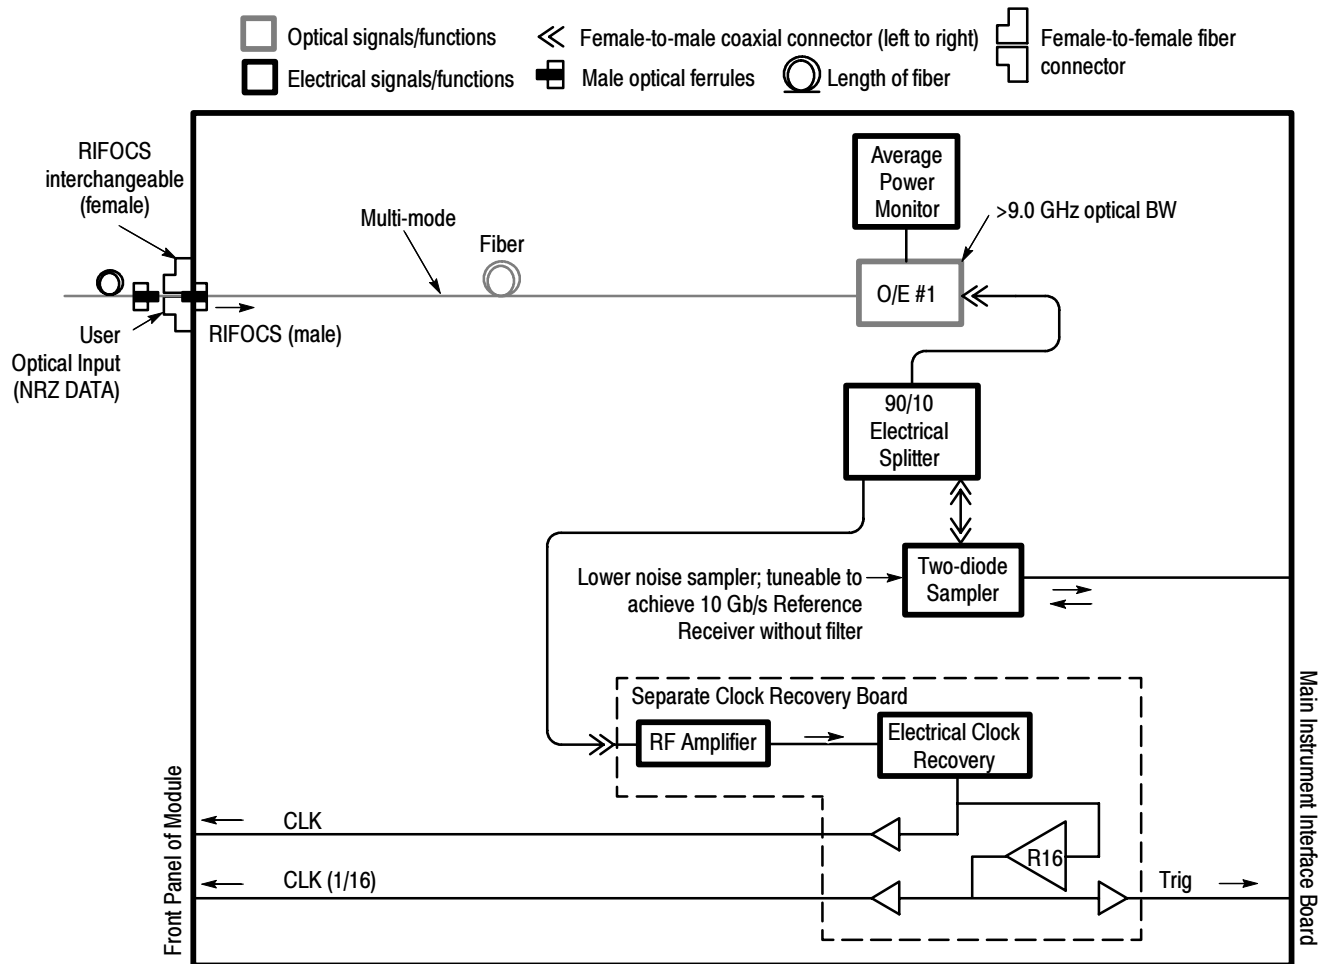 Optical signals/functions
Female-to-male coaxial connector (left to right)
Female-to-female fiber
connector
Electrical signals/functions
Male optical ferrules
Length of fiber
RIFOCS
interchangeable
(female)
Multi-mode
Fiber
Average
Power
Monitor
>9.0 GHz optical BW
O/E #1
RIFOCS (male)
User
Optical Input
(NRZ DATA)
90/10
Electrical
Splitter
Lower noise sampler; tuneable to
achieve 10 Gb/s Reference
Receiver without filter
Two-diode
Sampler
Separate Clock Recovery Board
RF Amplifier
Electrical Clock
Recovery
CLK
R16
CLK (1/16)
Trig
Front Panel of Module
Main Instrument Interface Board